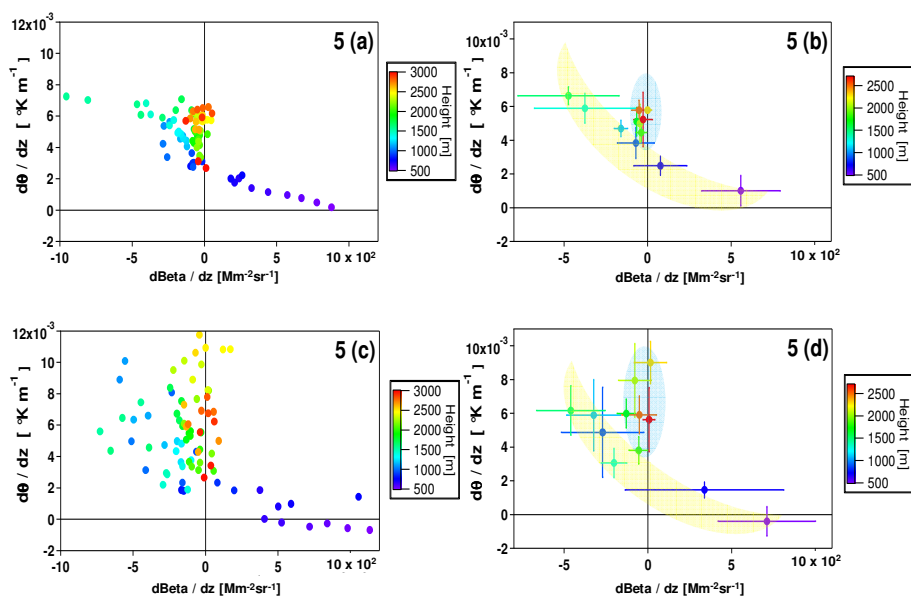 5 (a)
12x10⁻³
10
8
6
4
2
0
-2
dθ / dz [ °K m⁻¹ ]
-10
-5
0
5
10 x 10²
dBeta / dz [Mm⁻²sr⁻¹]
3000
2500
2000
1500
1000
500
Height [m]
5 (b)
10x10⁻³
8
6
4
2
0
-2
dθ / dz [ °K m⁻¹ ]
-5
0
5
10 x 10²
dBeta / dz [Mm⁻²sr⁻¹]
2500
2000
1500
1000
500
Height [m]
5 (c)
12x10⁻³
10
8
6
4
2
0
-2
dθ / dz [ °K m⁻¹ ]
-10
-5
0
5
10 x 10²
dBeta / dz [Mm⁻²sr⁻¹]
3000
2500
2000
1500
1000
500
Height [m]
5 (d)
10x10⁻³
8
6
4
2
0
-2
dθ / dz [ °K m⁻¹ ]
-5
0
5
10 x 10²
dBeta / dz [Mm⁻²sr⁻¹]
2500
2000
1500
1000
500
Height [m]